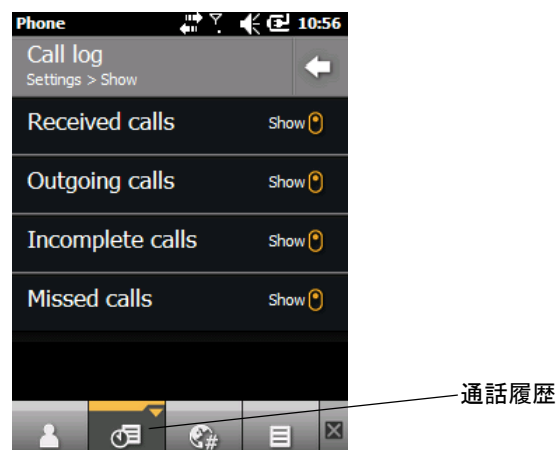 Phone 10:56
Call log
Settings > Show
Received calls Show
Outgoing calls Show
Incomplete calls Show
Missed calls Show
#
通話履歴